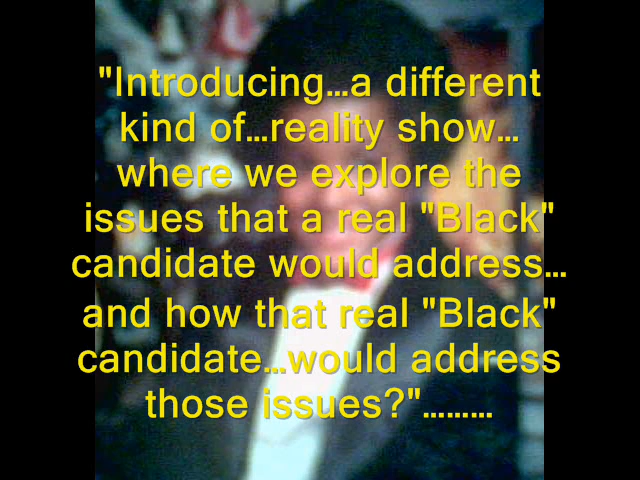 "Introducing...a different
kind of...reality show...
where we explore the
issues that a real "Black"
candidate would address...
and how that real "Black"
candidate...would address
those issues?".........